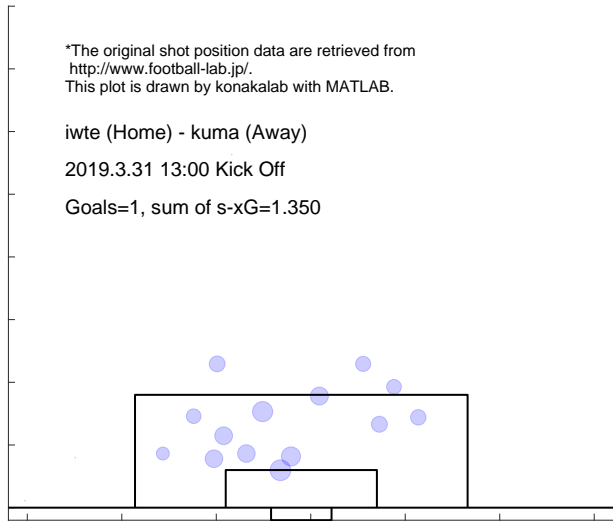 *The original shot position data are retrieved from
http://www.football-lab.jp/.
This plot is drawn by konakalab with MATLAB.
iwte (Home) - kuma (Away)
2019.3.31 13:00 Kick Off
Goals=1, sum of s-xG=1.350